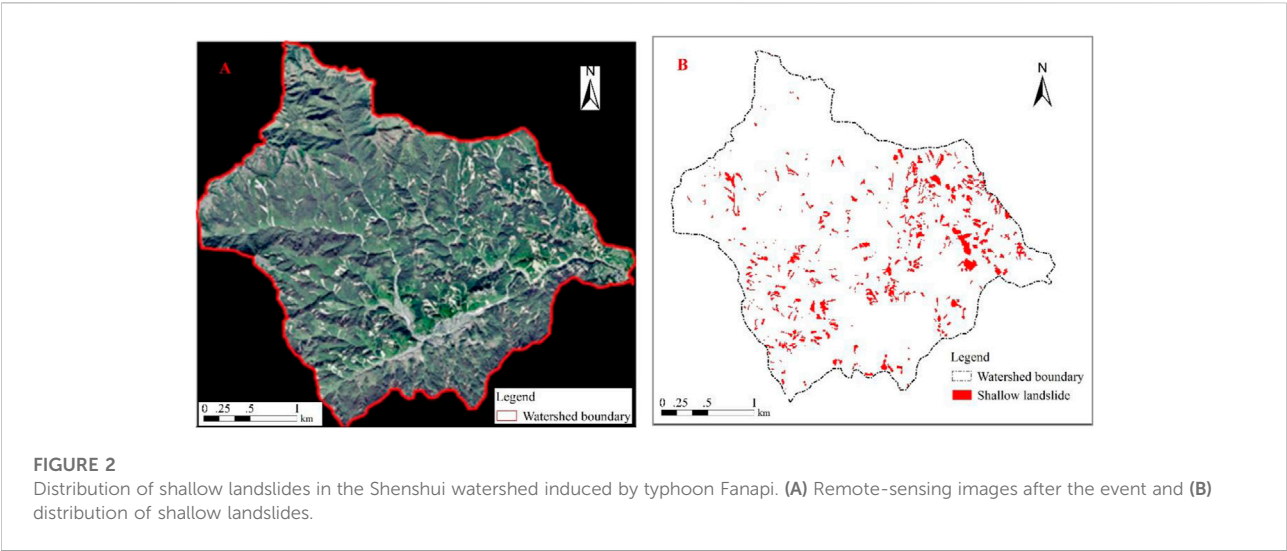 A
N
Legend
Watershed boundary
0 .25 .5 1
km
B
N
Legend
Watershed boundary
Shallow landslide
0 .25 .5 1
km
FIGURE 2
Distribution of shallow landslides in the Shenshui watershed induced by typhoon Fanapi. (A) Remote-sensing images after the event and (B)
distribution of shallow landslides.